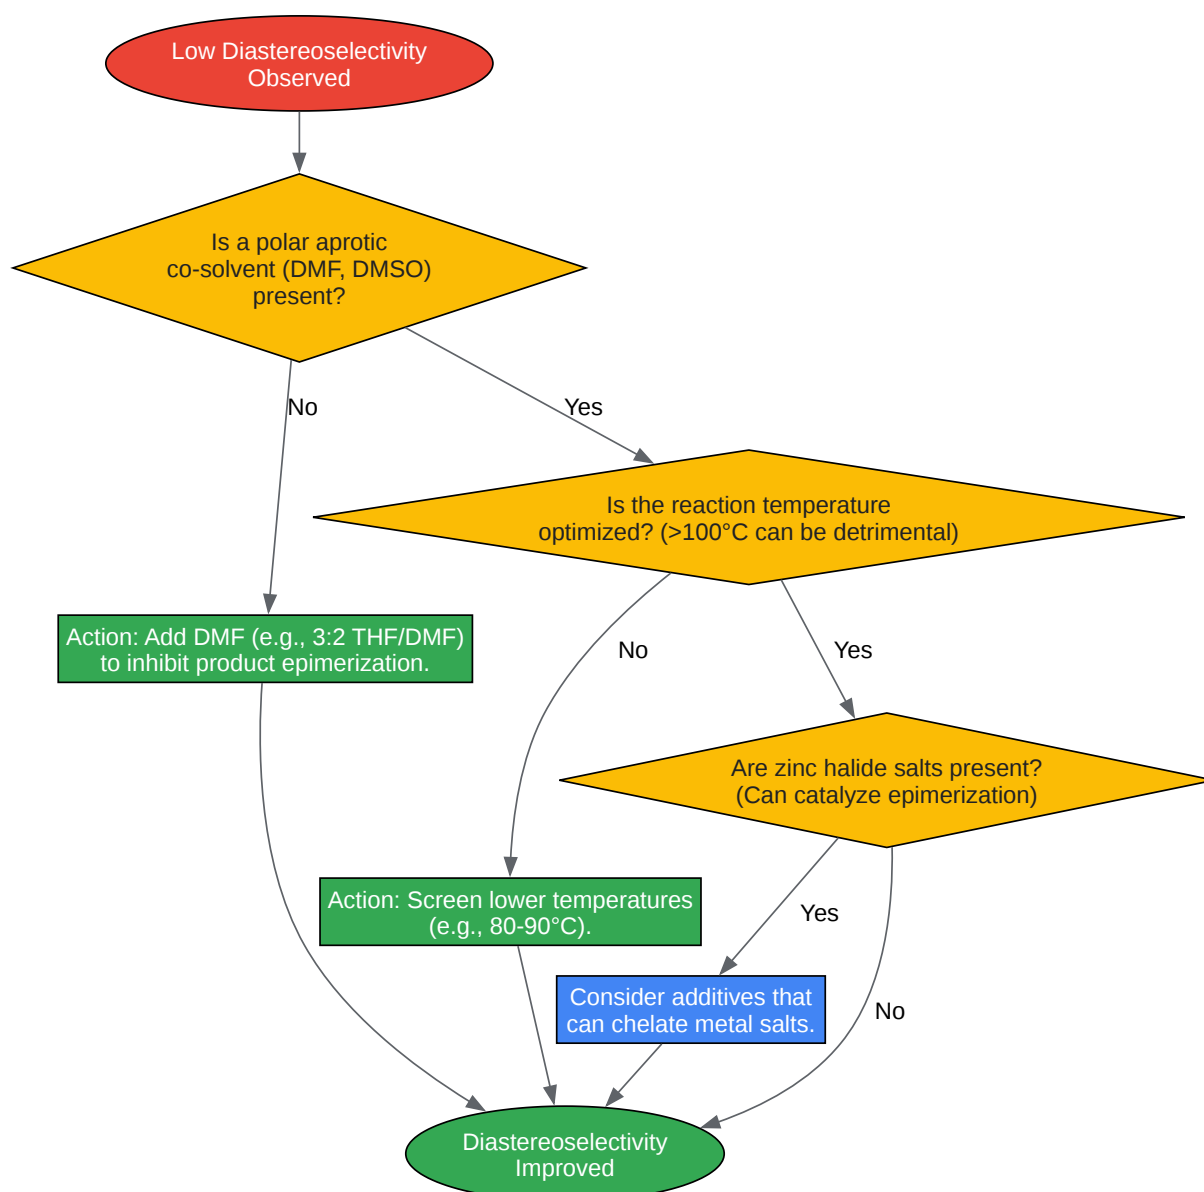 Low Diastereoselectivity
Observed
Is a polar aprotic
co-solvent (DMF, DMSO)
present?
No
Yes
Is the reaction temperature
optimized? (>100°C can be detrimental)
Action: Add DMF (e.g., 3:2 THF/DMF)
to inhibit product epimerization.
No
Yes
Are zinc halide salts present?
(Can catalyze epimerization)
Action: Screen lower temperatures
(e.g., 80-90°C).
Yes
Consider additives that
can chelate metal salts.
No
Diastereoselectivity
Improved